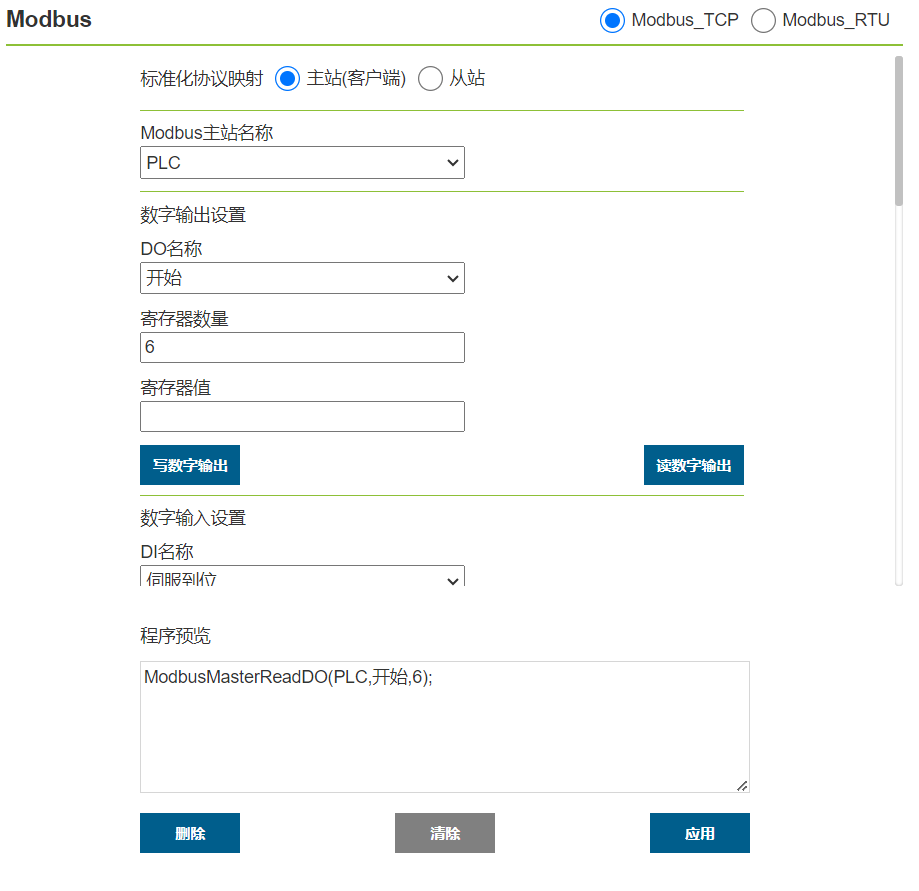 Modbus
Modbus_TCP Modbus_RTU
标准化协议映射 主站(客户端) 从站
Modbus主站名称
PLC
数字输出设置
DO名称
开始
寄存器数量
6
寄存器值
写数字输出 读数字输出
数字输入设置
DI名称
伺服到位
程序预览
ModbusMasterReadDO(PLC,开始,6);
删除 清除 应用